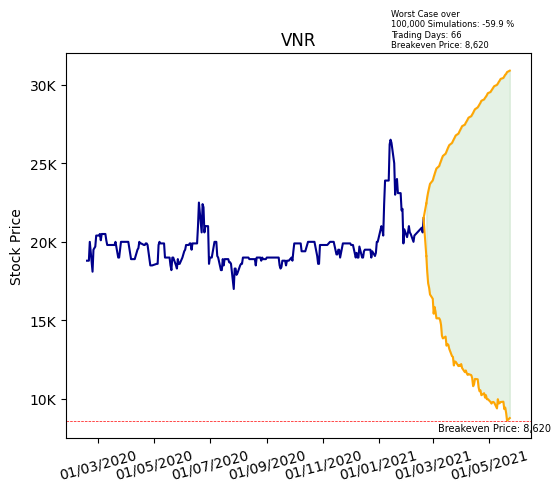 Worst Case over
100,000 Simulations: -59.9 %
Trading Days: 66
Breakeven Price: 8,620
VNR
Stock Price
30K
25K
20K
15K
10K
Breakeven Price: 8,620
01/03/2020 01/05/2020 01/07/2020 01/09/2020 01/11/2020 01/01/2021 01/03/2021 01/05/2021